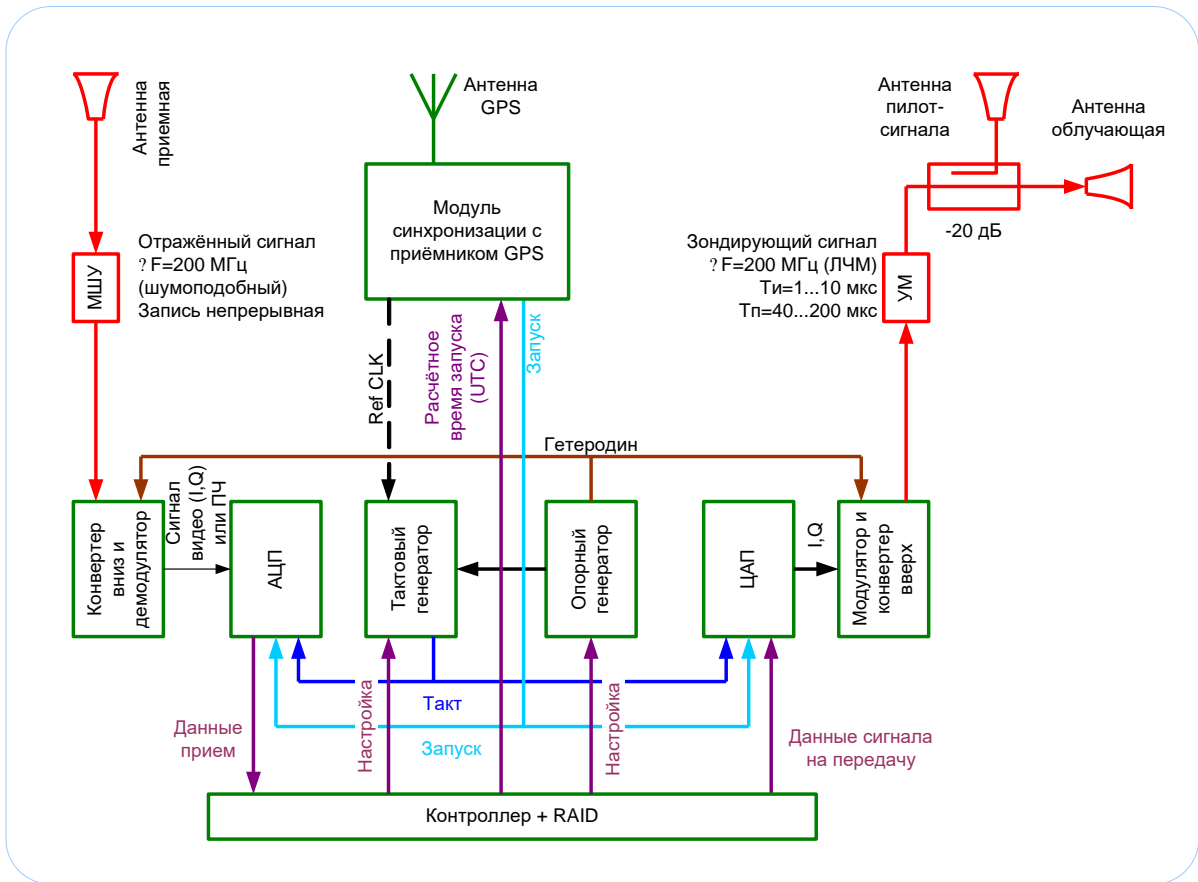 Антенна
приемная
Антенна
GPS
Антенна
пилот-
сигнала
Антенна
облучающая
-20 дБ
МШУ
Отражённый сигнал
? F=200 МГц
(шумоподобный)
Запись непрерывная
Модуль
синхронизации с
приёмником GPS
Зондирующий сигнал
? F=200 МГц (ЛЧМ)
Tи=1...10 мкс
Tп=40...200 мкс
УМ
Ref CLK
Расчётное
время запуска
(UTC)
Запуск
Гетеродин
Конвертер
вниз и
демодулятор
Сигнал
видео (I,Q)
или ПЧ
АЦП
Тактовый
генератор
Опорный
генератор
ЦАП
I,Q
Модулятор и
конвертер
вверх
Данные
прием
Настройка
Такт
Запуск
Настройка
Данные сигнала
на передачу
Контроллер + RAID